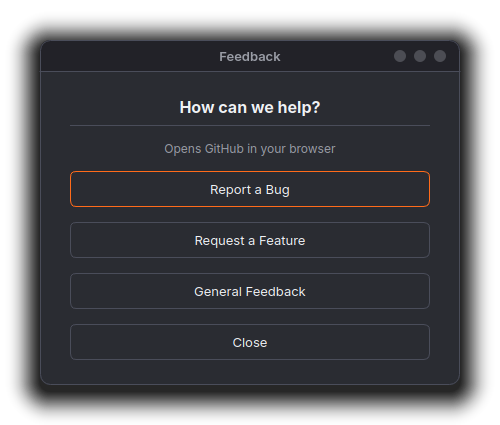 Feedback
How can we help?
Opens GitHub in your browser
Report a Bug
Request a Feature
General Feedback
Close